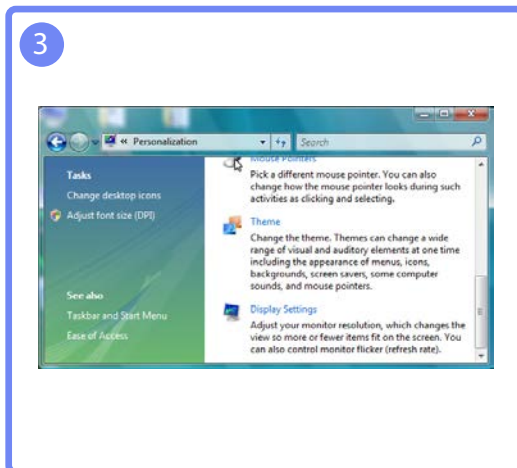 3
« Personalization
Search
Tasks
Change desktop icons
Adjust font size (DPI)
See also
Taskbar and Start Menu
Ease of Access
Mouse Pointers
Pick a different mouse pointer. You can also
change how the mouse pointer looks during such
activities as clicking and selecting.
Theme
Change the theme. Themes can change a wide
range of visual and auditory elements at one time
including the appearance of menus, icons,
backgrounds, screen savers, some computer
sounds, and mouse pointers.
Display Settings
Adjust your monitor resolution, which changes the
view so more or fewer items fit on the screen. You
can also control monitor flicker (refresh rate).